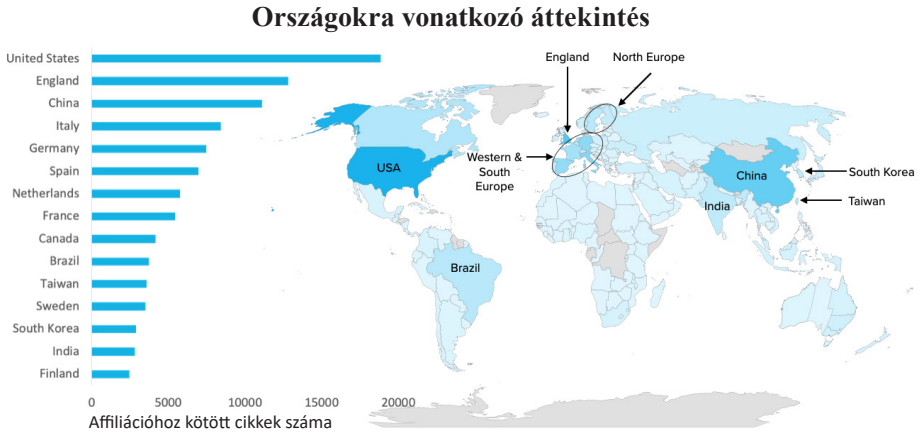 Országokra vonatkozó áttekintés
United States
England
China
Italy
Germany
Spain
Netherlands
France
Canada
Brazil
Taiwan
Sweden
South Korea
India
Finland
0 5000 10000 15000 20000
Affiliációhoz kötött cikkek száma
England
North Europe
USA
Western &
South
Europe
China
South Korea
India
Taiwan
Brazil